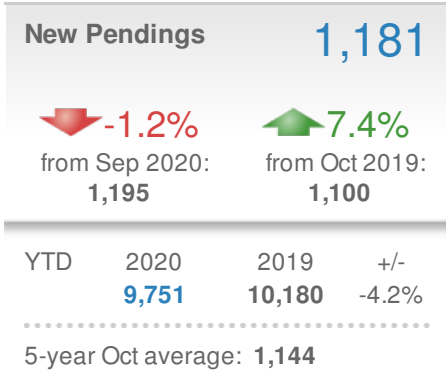 New Pendings 1,181
-1.2% 7.4%
from Sep 2020: from Oct 2019:
1,195 1,100
YTD 2020 2019 +/-
9,751 10,180 -4.2%
5-year Oct average: 1,144